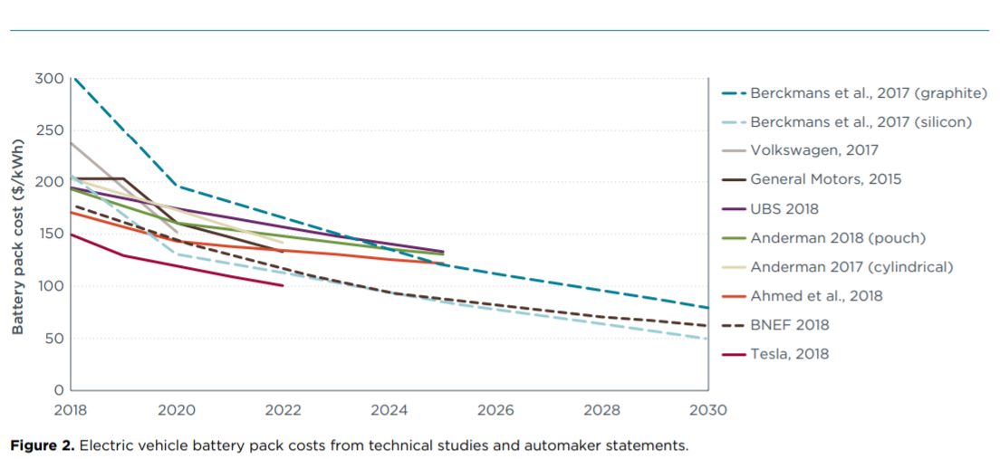 Battery pack cost ($/kWh)
300
250
200
150
100
50
0
2018
2020
2022
2024
2026
2028
2030
Berckmans et al., 2017 (graphite)
Berckmans et al., 2017 (silicon)
Volkswagen, 2017
General Motors, 2015
UBS 2018
Anderman 2018 (pouch)
Anderman 2017 (cylindrical)
Ahmed et al., 2018
BNEF 2018
Tesla, 2018
Figure 2. Electric vehicle battery pack costs from technical studies and automaker statements.